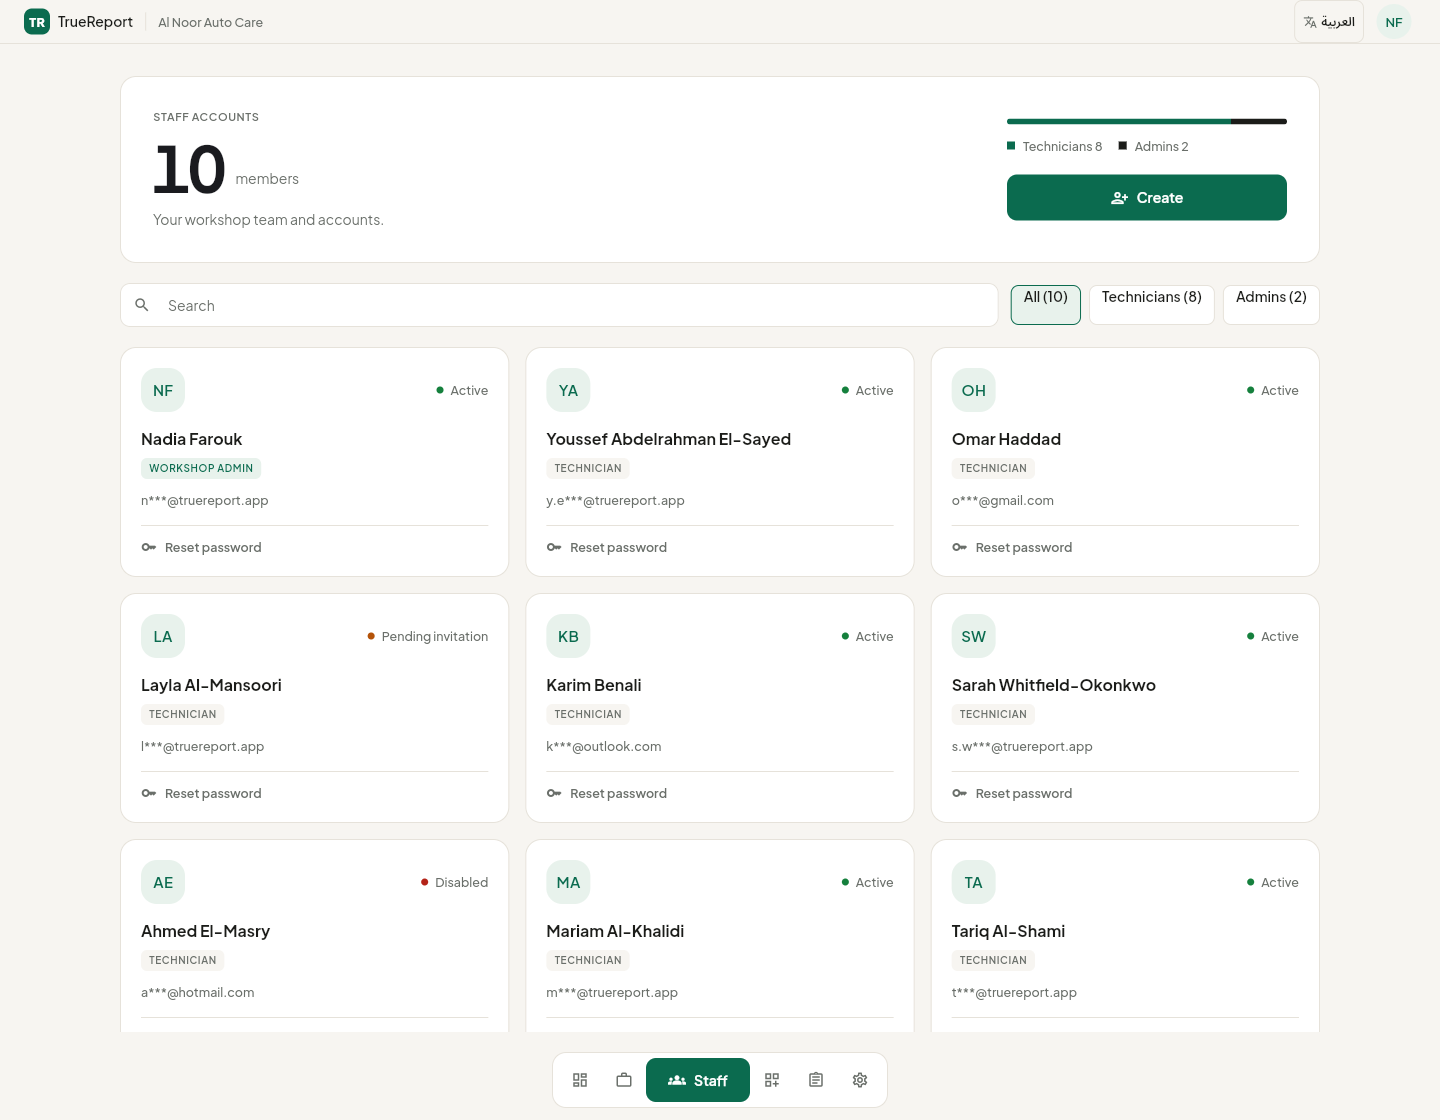 TR TrueReport Al Noor Auto Care العربية NF
STAFF ACCOUNTS
10 members
Your workshop team and accounts.
Technicians 8 Admins 2
Create
Search
All (10) Technicians (8) Admins (2)
NF Active
Nadia Farouk
WORKSHOP ADMIN
n***@truereport.app
Reset password
YA Active
Youssef Abdelrahman El-Sayed
TECHNICIAN
y.e***@truereport.app
Reset password
OH Active
Omar Haddad
TECHNICIAN
o***@gmail.com
Reset password
LA Pending invitation
Layla Al-Mansoori
TECHNICIAN
l***@truereport.app
Reset password
KB Active
Karim Benali
TECHNICIAN
k***@outlook.com
Reset password
SW Active
Sarah Whitfield-Okonkwo
TECHNICIAN
s.w***@truereport.app
Reset password
AE Disabled
Ahmed El-Masry
TECHNICIAN
a***@hotmail.com
MA Active
Mariam Al-Khalidi
TECHNICIAN
m***@truereport.app
TA Active
Tariq Al-Shami
TECHNICIAN
t***@truereport.app
Staff